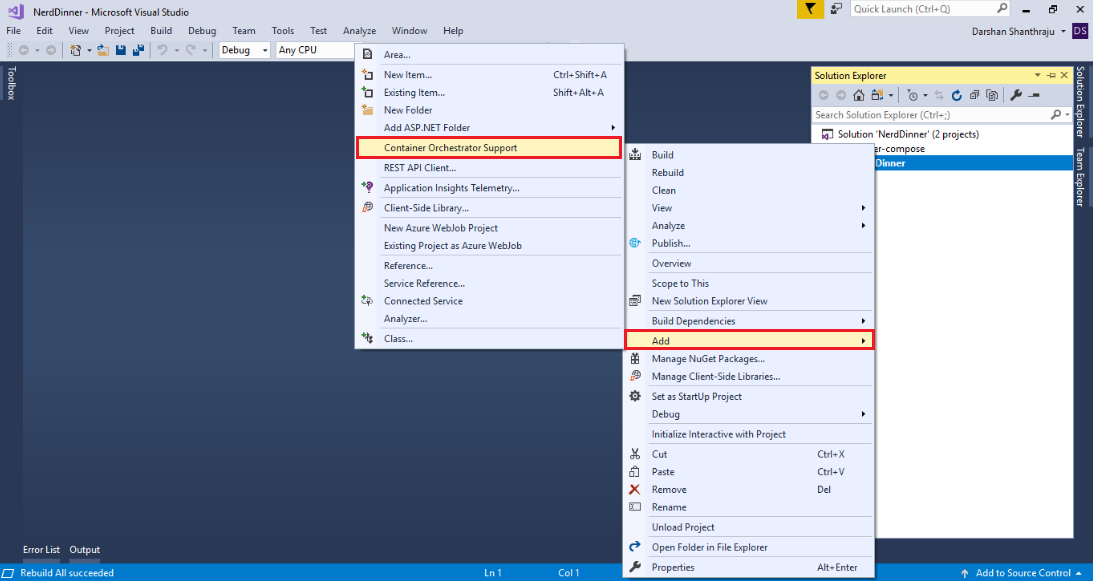 NerdDinner - Microsoft Visual Studio
Quick Launch (Ctrl+Q)
File Edit View Project Build Debug Team Tools Test Analyze Window Help
Darshan Shanthraju DS
Debug Any CPU
Toolbox
Area...
New Item... Ctrl+Shift+A
Existing Item... Shift+Alt+A
New Folder
Add ASP.NET Folder
Container Orchestrator Support
REST API Client...
Application Insights Telemetry...
Client-Side Library...
New Azure WebJob Project
Existing Project as Azure WebJob
Reference...
Service Reference...
Connected Service
Analyzer...
Class...
Build
Rebuild
Clean
View
Analyze
Publish...
Overview
Scope to This
New Solution Explorer View
Build Dependencies
Add
Manage NuGet Packages...
Manage Client-Side Libraries...
Set as StartUp Project
Debug
Initialize Interactive with Project
Cut Ctrl+X
Paste Ctrl+V
Remove Del
Rename
Unload Project
Open Folder in File Explorer
Properties Alt+Enter
Solution Explorer
Search Solution Explorer (Ctrl+;)
Solution 'NerdDinner' (2 projects)
er-compose
Dinner
Solution Explorer
Team Explorer
Error List Output
Rebuild All succeeded Ln 1 Col 1 Add to Source Control